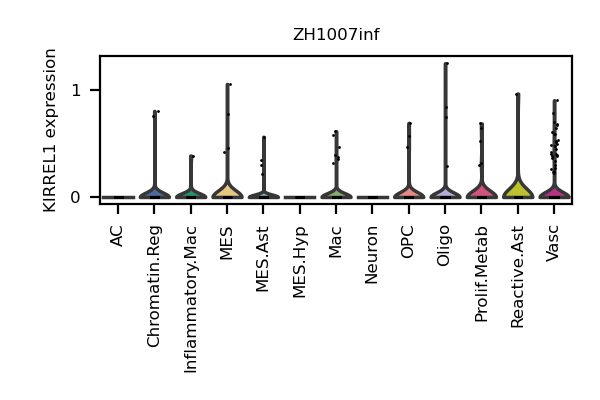 ZH1007inf
KIRREL1 expression
1
0
AC
Chromatin.Reg
Inflammatory.Mac
MES
MES.Ast
MES.Hyp
Mac
Neuron
OPC
Oligo
Prolif.Metab
Reactive.Ast
Vasc